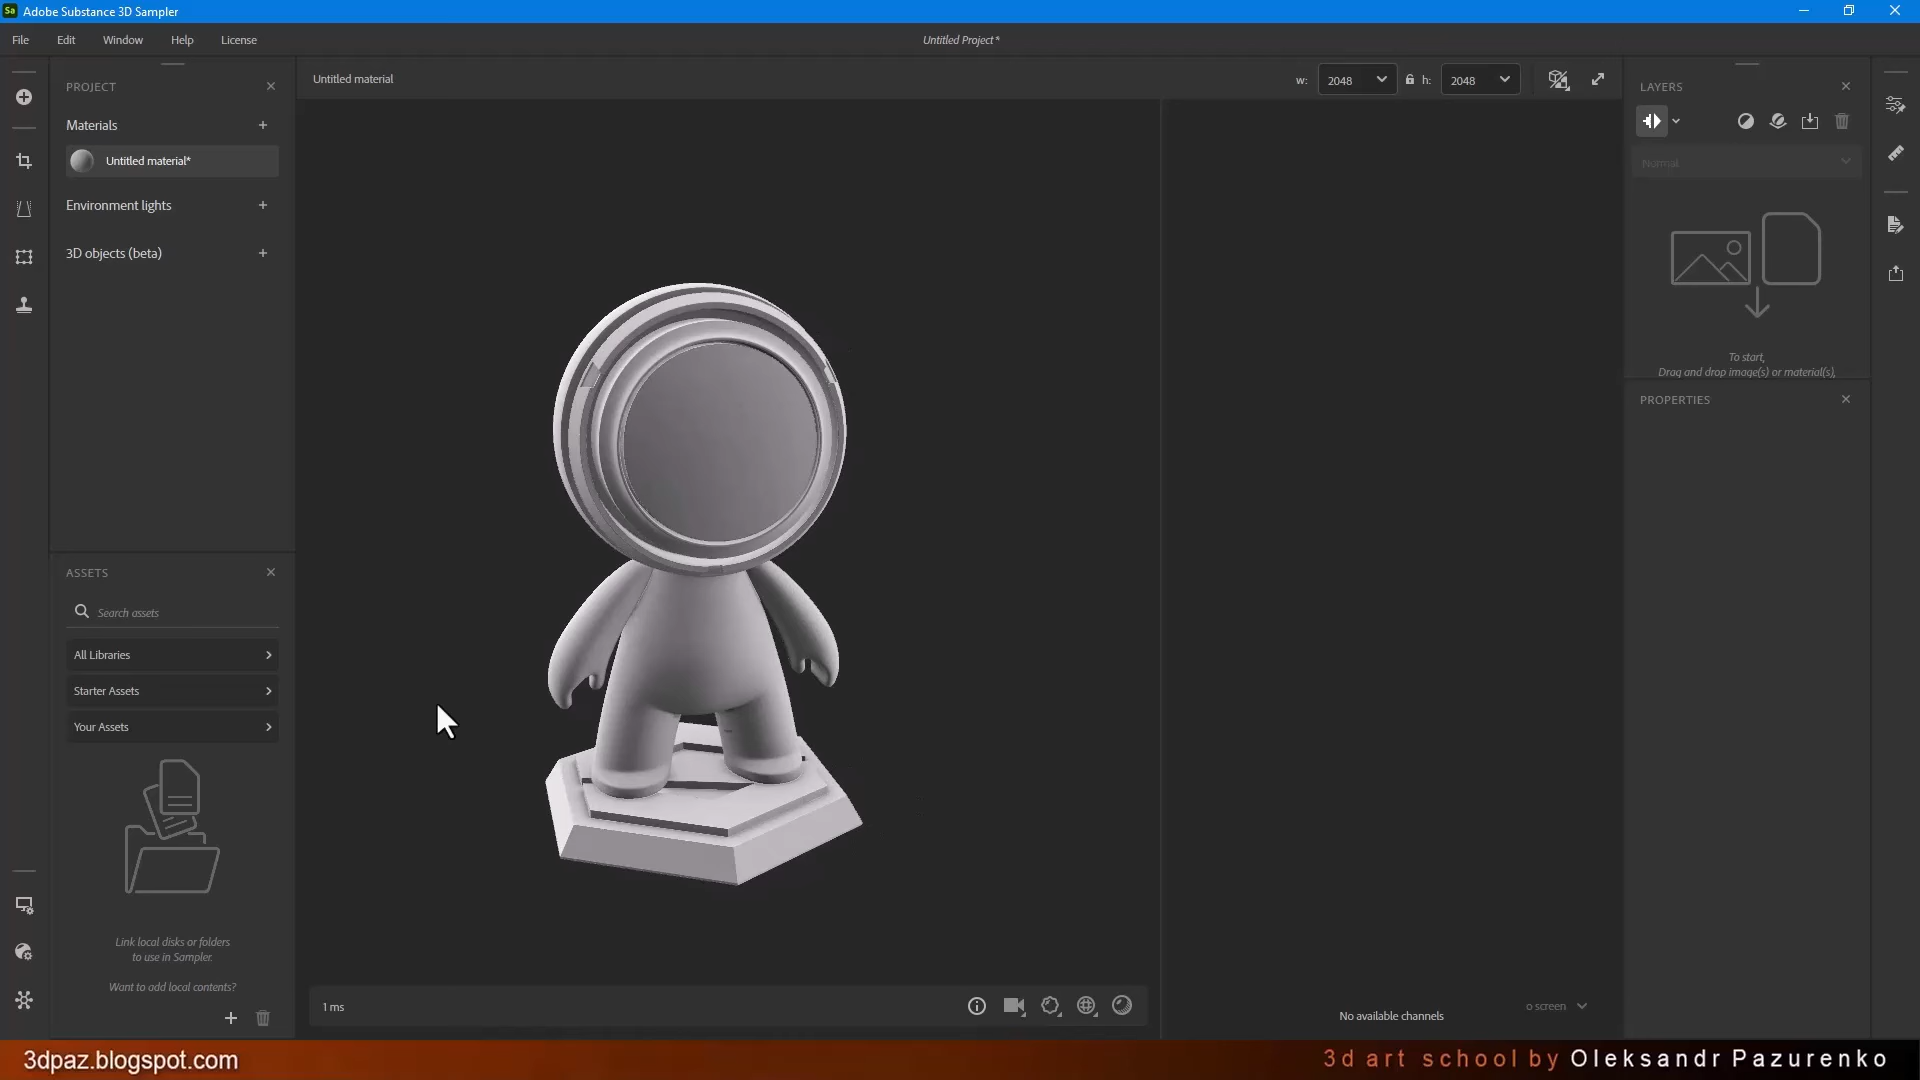 Sa Adobe Substance 3D Sampler
File Edit Window Help License
Untitled Project*
PROJECT
Materials
Untitled material*
Environment lights
3D objects (beta)
ASSETS
Search assets
All Libraries
Starter Assets
Your Assets
Link local disks or folders
to use in Sampler.
Want to add local contents?
Untitled material
w: 2048
h: 2048
1 ms
No available channels
o screen
LAYERS
Normal
To start,
Drag and drop image(s) or material(s),
PROPERTIES
3dpaz.blogspot.com
3d art school by Oleksandr Pazurenko